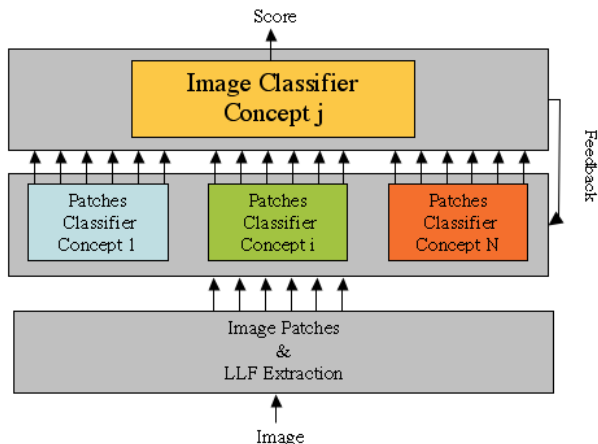 Score
Image Classifier
Concept j
Feedback
Patches
Classifier
Concept 1
Patches
Classifier
Concept i
Patches
Classifier
Concept N
Image Patches
&
LLF Extraction
Image